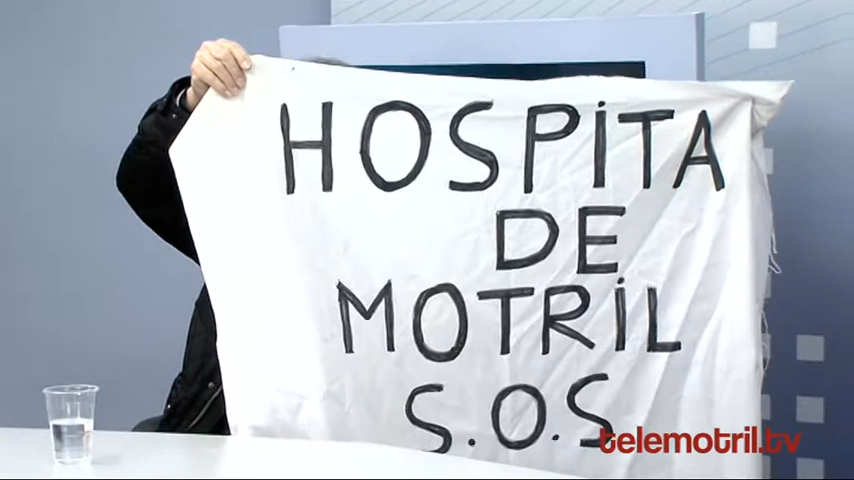 HOSPiTA
DE
MOTRiL
S.O.S
telemotril.tv